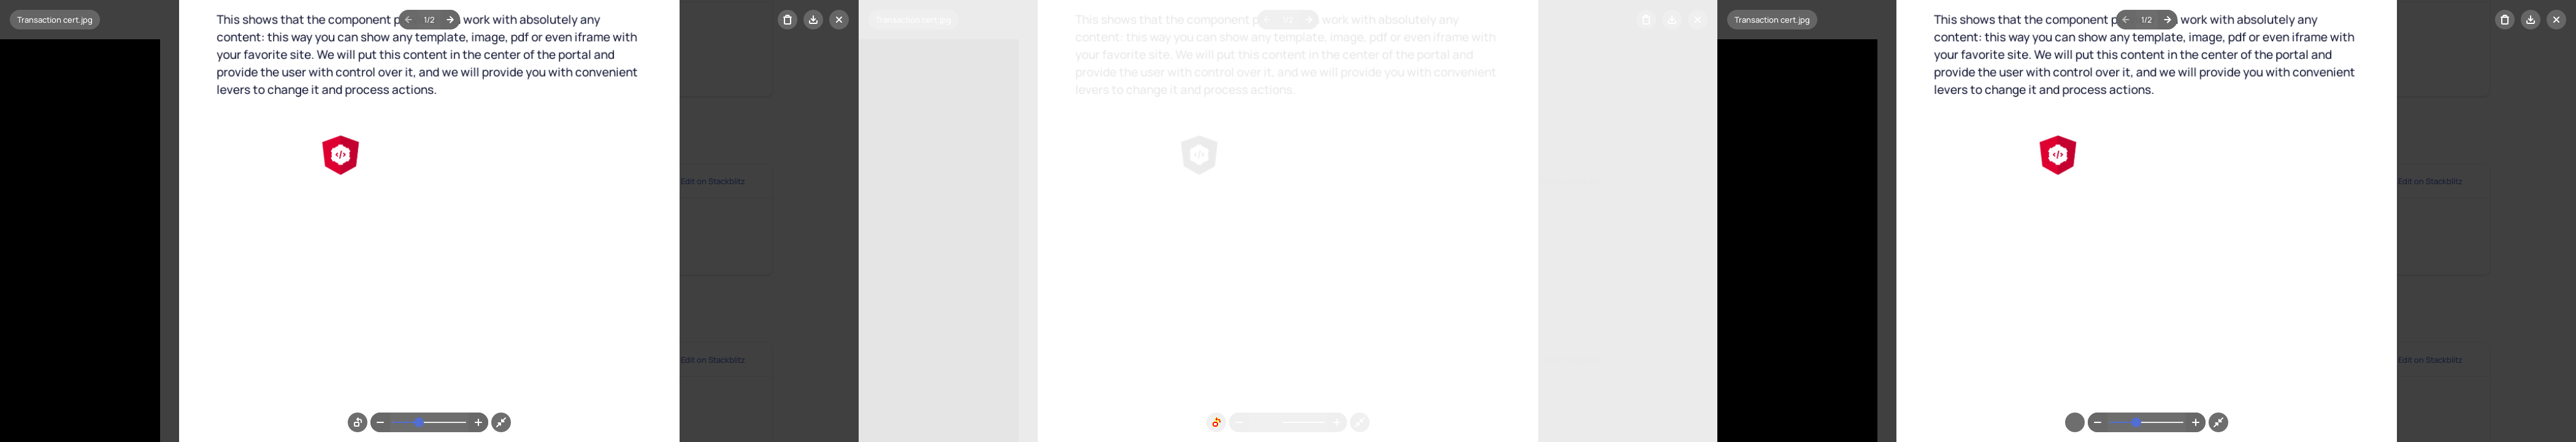 Transaction cert.jpg
1/2
This shows that the component p work with absolutely any
content: this way you can show any template, image, pdf or even iframe with
your favorite site. We will put this content in the center of the portal and
provide the user with control over it, and we will provide you with convenient
levers to change it and process actions.
Edit on Stackblitz
Edit on Stackblitz
Transaction cert.jpg
1/2
This shows that the component p work with absolutely any
content: this way you can show any template, image, pdf or even iframe with
your favorite site. We will put this content in the center of the portal and
provide the user with control over it, and we will provide you with convenient
levers to change it and process actions.
Transaction cert.jpg
1/2
This shows that the component p work with absolutely any
content: this way you can show any template, image, pdf or even iframe with
your favorite site. We will put this content in the center of the portal and
provide the user with control over it, and we will provide you with convenient
levers to change it and process actions.
Edit on Stackblitz
Edit on Stackblitz